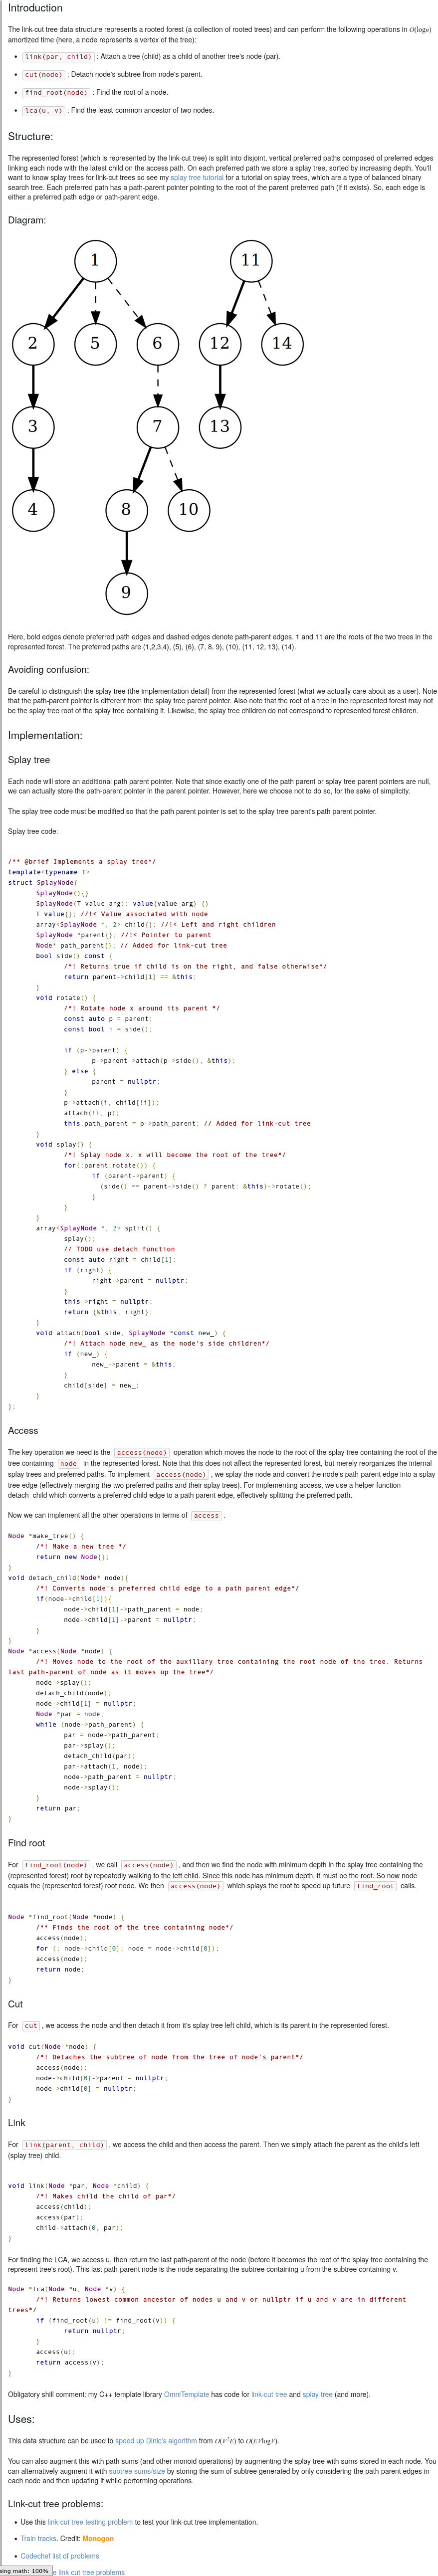 Introduction
The link-cut tree data structure represents a rooted forest (a collection of rooted trees) and can perform the following operations in O(logn)
amortized time (here, a node represents a vertex of the tree):
• link(par, child) : Attach a tree (child) as a child of another tree's node (par).
• cut(node) : Detach node's subtree from node's parent.
• find_root(node) : Find the root of a node.
• lca(u, v) : Find the least-common ancestor of two nodes.
Structure:
The represented forest (which is represented by the link-cut tree) is split into disjoint, vertical preferred paths composed of preferred edges
linking each node with the latest child on the access path. On each preferred path we store a splay tree, sorted by increasing depth. You'll
want to know splay trees for link-cut trees so see my splay tree tutorial for a tutorial on splay trees, which are a type of balanced binary
search tree. Each preferred path has a path-parent pointer pointing to the root of the parent preferred path (if it exists). So, each edge is
either a preferred path edge or path-parent edge.
Diagram:
1
11
2
5
6
12
14
3
7
13
4
8
10
9
Here, bold edges denote preferred path edges and dashed edges denote path-parent edges. 1 and 11 are the roots of the two trees in the
represented forest. The preferred paths are (1,2,3,4), (5), (6), (7, 8, 9), (10), (11, 12, 13), (14).
Avoiding confusion:
Be careful to distinguish the splay tree (the implementation detail) from the represented forest (what we actually care about as a user). Note
that the path-parent pointer is different from the splay tree parent pointer. Also note that the root of a tree in the represented forest may not
be the splay tree root of the splay tree containing it. Likewise, the splay tree children do not correspond to represented forest children.
Implementation:
Splay tree
Each node will store an additional path parent pointer. Note that since exactly one of the path parent or splay tree parent pointers are null,
we can actually store the path-parent pointer in the parent pointer. However, here we choose not to do so, for the sake of simplicity.
The splay tree code must be modified so that the path parent pointer is set to the splay tree parent's path parent pointer.
Splay tree code:
/** @brief Implements a splay tree*/
template<typename T>
struct SplayNode{
SplayNode(){}
SplayNode(T value_arg): value(value_arg) {}
T value{}; //!< Value associated with node
array<SplayNode *, 2> child{}; //!< Left and right children
SplayNode *parent{}; //!< Pointer to parent
Node* path_parent{}; // Added for link-cut tree
bool side() const {
/*! Returns true if child is on the right, and false otherwise*/
return parent->child[1] == &this;
}
void rotate() {
/*! Rotate node x around its parent */
const auto p = parent;
const bool i = side();
if (p->parent) {
p->parent->attach(p->side(), &this);
} else {
parent = nullptr;
}
p->attach(i, child[!i]);
attach(!i, p);
this.path_parent = p->path_parent; // Added for link-cut tree
}
void splay() {
/*! Splay node x. x will become the root of the tree*/
for(;parent;rotate()) {
if (parent->parent) {
(side() == parent->side() ? parent: &this)->rotate();
}
}
}
array<SplayNode *, 2> split() {
splay();
// TODO use detach function
const auto right = child[1];
if (right) {
right->parent = nullptr;
}
this->right = nullptr;
return {&this, right};
}
void attach(bool side, SplayNode *const new_) {
/*! Attach node new_ as the node's side children*/
if (new_) {
new_->parent = &this;
}
child[side] = new_;
}
};
Access
The key operation we need is the access(node) operation which moves the node to the root of the splay tree containing the root of the
tree containing node in the represented forest. Note that this does not affect the represented forest, but merely reorganizes the internal
splay trees and preferred paths. To implement access(node) , we splay the node and convert the node's path-parent edge into a splay
tree edge (effectively merging the two preferred paths and their splay trees). For implementing access, we use a helper function
detach_child which converts a preferred child edge to a path parent edge, effectively splitting the preferred path.
Now we can implement all the other operations in terms of access .
Node *make_tree() {
/*! Make a new tree */
return new Node{};
}
void detach_child(Node* node){
/*! Converts node's preferred child edge to a path parent edge*/
if(node->child[1]){
node->child[1]->path_parent = node;
node->child[1]->parent = nullptr;
}
}
Node *access(Node *node) {
/*! Moves node to the root of the auxillary tree containing the root node of the tree. Returns
last path-parent of node as it moves up the tree*/
node->splay();
detach_child(node);
node->child[1] = nullptr;
Node *par = node;
while (node->path_parent) {
par = node->path_parent;
par->splay();
detach_child(par);
par->attach(1, node);
node->path_parent = nullptr;
node->splay();
}
return par;
}
Find root
For find_root(node) , we call access(node) , and then we find the node with minimum depth in the splay tree containing the
(represented forest) root by repeatedly walking to the left child. Since this node has minimum depth, it must be the root. So now node
equals the (represented forest) root node. We then access(node) which splays the root to speed up future find_root calls.
Node *find_root(Node *node) {
/** Finds the root of the tree containing node*/
access(node);
for (; node->child[0]; node = node->child[0]);
access(node);
return node;
}
Cut
For cut , we access the node and then detach it from it's splay tree left child, which is its parent in the represented forest.
void cut(Node *node) {
/*! Detaches the subtree of node from the tree of node's parent*/
access(node);
node->child[0]->parent = nullptr;
node->child[0] = nullptr;
}
Link
For link(parent, child) , we access the child and then access the parent. Then we simply attach the parent as the child's left
(splay tree) child.
void link(Node *par, Node *child) {
/*! Makes child the child of par*/
access(child);
access(par);
child->attach(0, par);
}
For finding the LCA, we access u, then return the last path-parent of the node (before it becomes the root of the splay tree containing the
represent tree's root). This last path-parent node is the node separating the subtree containing u from the subtree containing v.
Node *lca(Node *u, Node *v) {
/*! Returns lowest common ancestor of nodes u and v or nullptr if u and v are in different
trees*/
if (find_root(u) != find_root(v)) {
return nullptr;
}
access(u);
return access(v);
}
Obligatory shill comment: my C++ template library OmniTemplate has code for link-cut tree and splay tree (and more).
Uses:
This data structure can be used to speed up Dinic's algorithm from O(V²E) to O(EVlogV).
You can also augment this with path sums (and other monoid operations) by augmenting the splay tree with sums stored in each node. You
can alternatively augment it with subtree sums/size by storing the sum of subtree generated by only considering the path-parent edges in
each node and then updating it while performing operations.
Link-cut tree problems:
• Use this link-cut tree testing problem to test your link-cut tree implementation.
• Train tracks. Credit: Monogon
• Codechef list of problems
sing math: 100%
e link cut tree problems